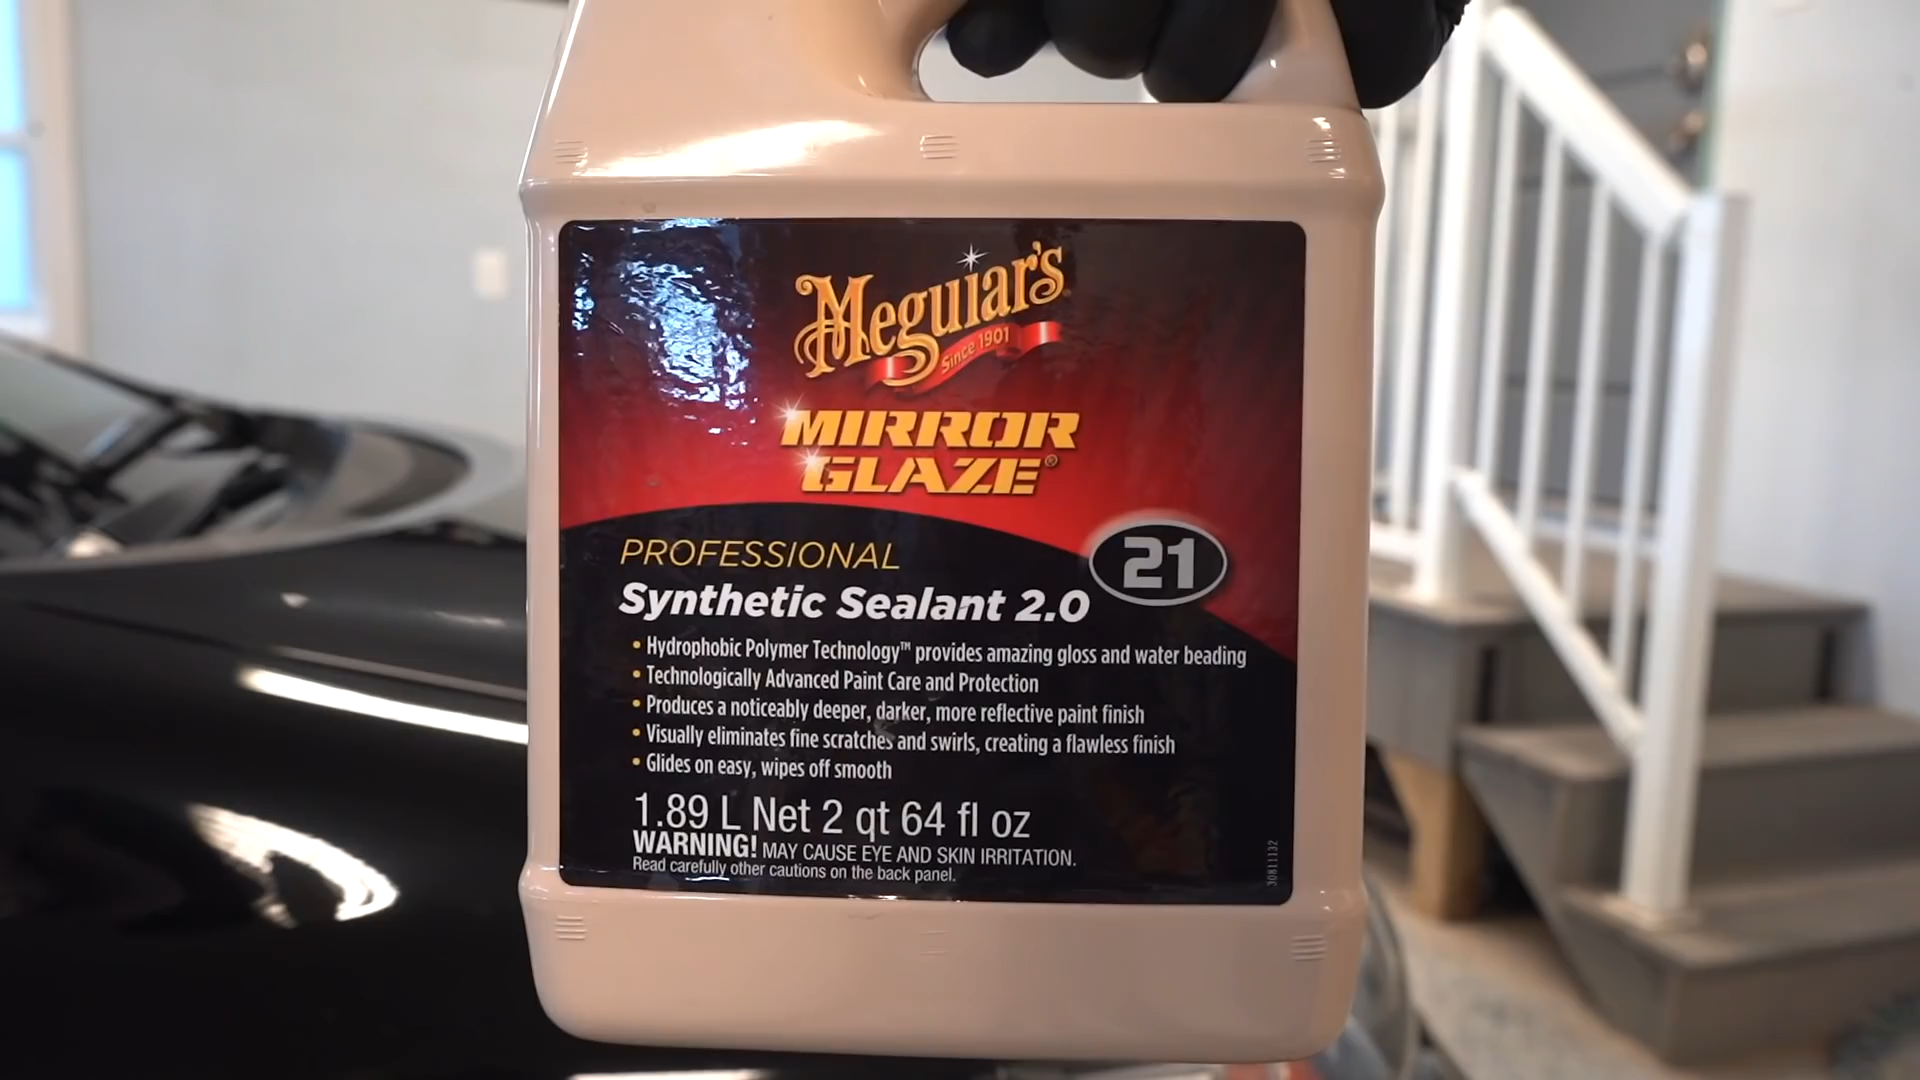 Meguiar's
Since 1901
MIRROR
GLAZE®
PROFESSIONAL
21
Synthetic Sealant 2.0
• Hydrophobic Polymer Technology™ provides amazing gloss and water beading
• Technologically Advanced Paint Care and Protection
• Produces a noticeably deeper, darker, more reflective paint finish
• Visually eliminates fine scratches and swirls, creating a flawless finish
• Glides on easy, wipes off smooth
1.89 L Net 2 qt 64 fl oz
WARNING! MAY CAUSE EYE AND SKIN IRRITATION.
Read carefully other cautions on the back panel.
30811132